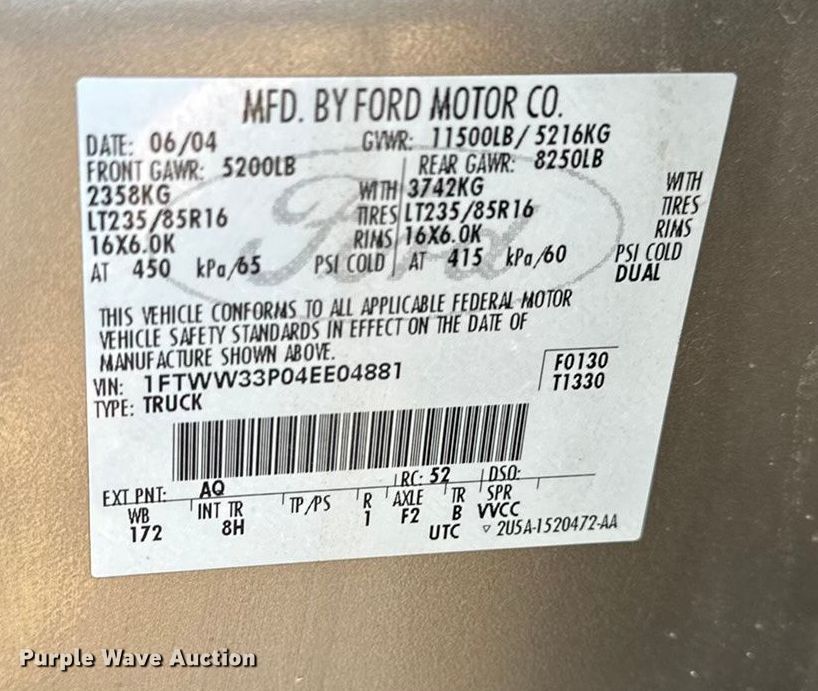 MFD. BY FORD MOTOR CO.
DATE: 06/04 GVWR: 11500LB/ 5216KG
FRONT GAWR: 5200LB REAR GAWR: 8250LB
2358KG WITH 3742KG WITH
LT235/85R16 TIRES LT235/85R16 TIRES
16X6.0K RIMS 16X6.0K RIMS
AT 450 kPa/65 PSI COLD AT 415 kPa/60 PSI COLD
DUAL
Ford
THIS VEHICLE CONFORMS TO ALL APPLICABLE FEDERAL MOTOR
VEHICLE SAFETY STANDARDS IN EFFECT ON THE DATE OF
MANUFACTURE SHOWN ABOVE.
VIN: 1FTWW33P04EE04881 F0130
TYPE: TRUCK T1330
EXT PNT: AQ RC: 52 DSO:
WB INT TR TP/PS R AXLE TR SPR
172 8H 1 F2 B VVCC
UTC ▽ 2U5A-1520472-AA
Purple Wave Auction